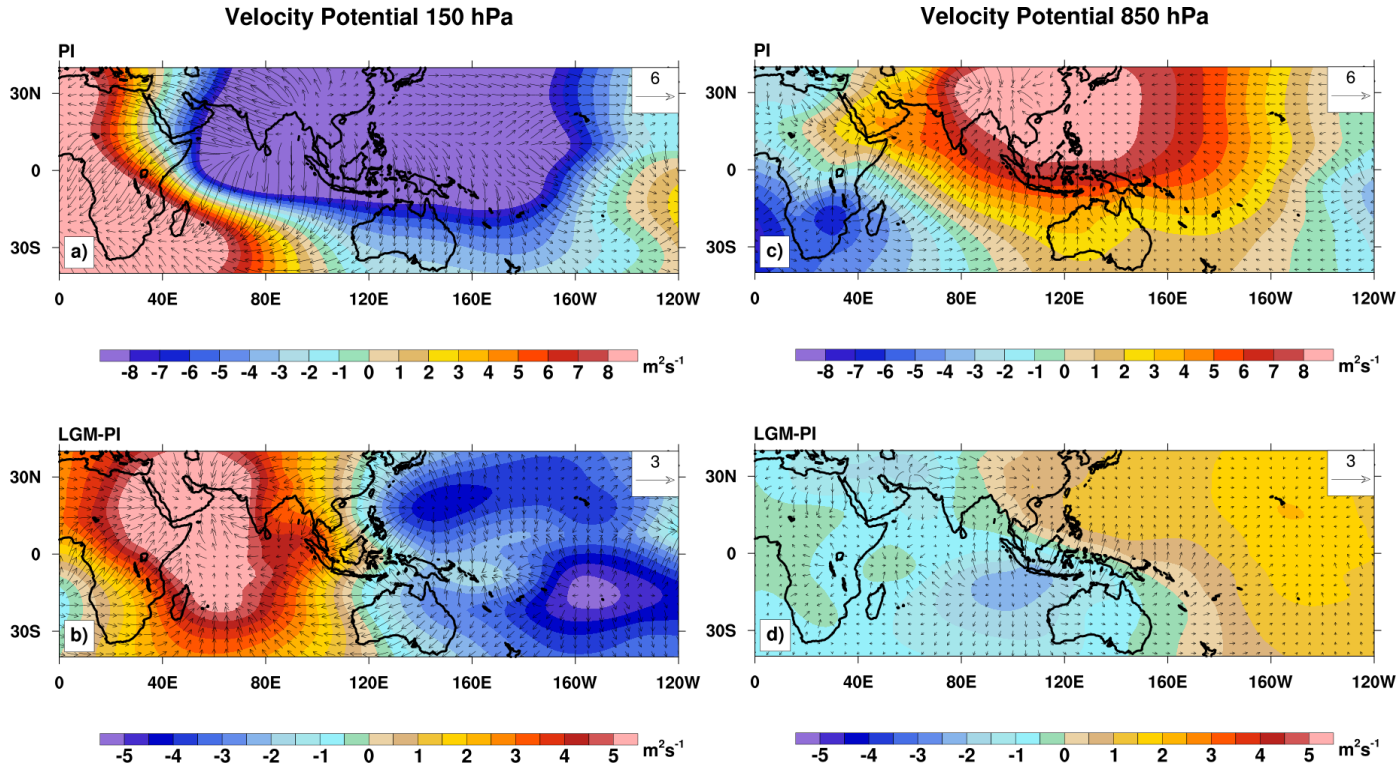 Velocity Potential 150 hPa
Velocity Potential 850 hPa
PI
6
30N
0
30S
a)
0 40E 80E 120E 160E 160W 120W
-8 -7 -6 -5 -4 -3 -2 -1 0 1 2 3 4 5 6 7 8 m²s⁻¹
PI
6
30N
0
30S
c)
0 40E 80E 120E 160E 160W 120W
-8 -7 -6 -5 -4 -3 -2 -1 0 1 2 3 4 5 6 7 8 m²s⁻¹
LGM-PI
3
30N
0
30S
b)
0 40E 80E 120E 160E 160W 120W
-5 -4 -3 -2 -1 0 1 2 3 4 5 m²s⁻¹
LGM-PI
3
30N
0
30S
d)
0 40E 80E 120E 160E 160W 120W
-5 -4 -3 -2 -1 0 1 2 3 4 5 m²s⁻¹